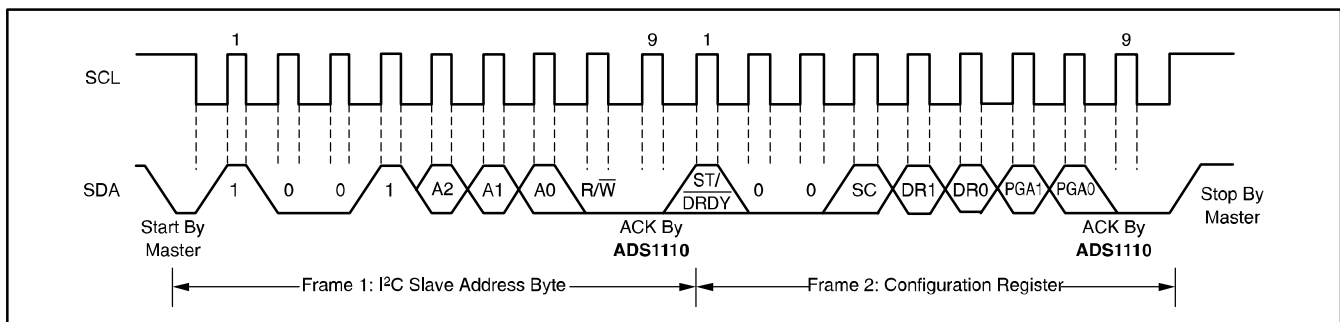 1 9 1 9
SCL
SDA
1 0 0 1 A2 A1 A0 R/W̅ ST/D̅R̅D̅Y̅ 0 0 SC DR1 DR0 PGA1 PGA0
Start By
Master
ACK By
ADS1110
ACK By
ADS1110
Stop By
Master
Frame 1: I²C Slave Address Byte
Frame 2: Configuration Register